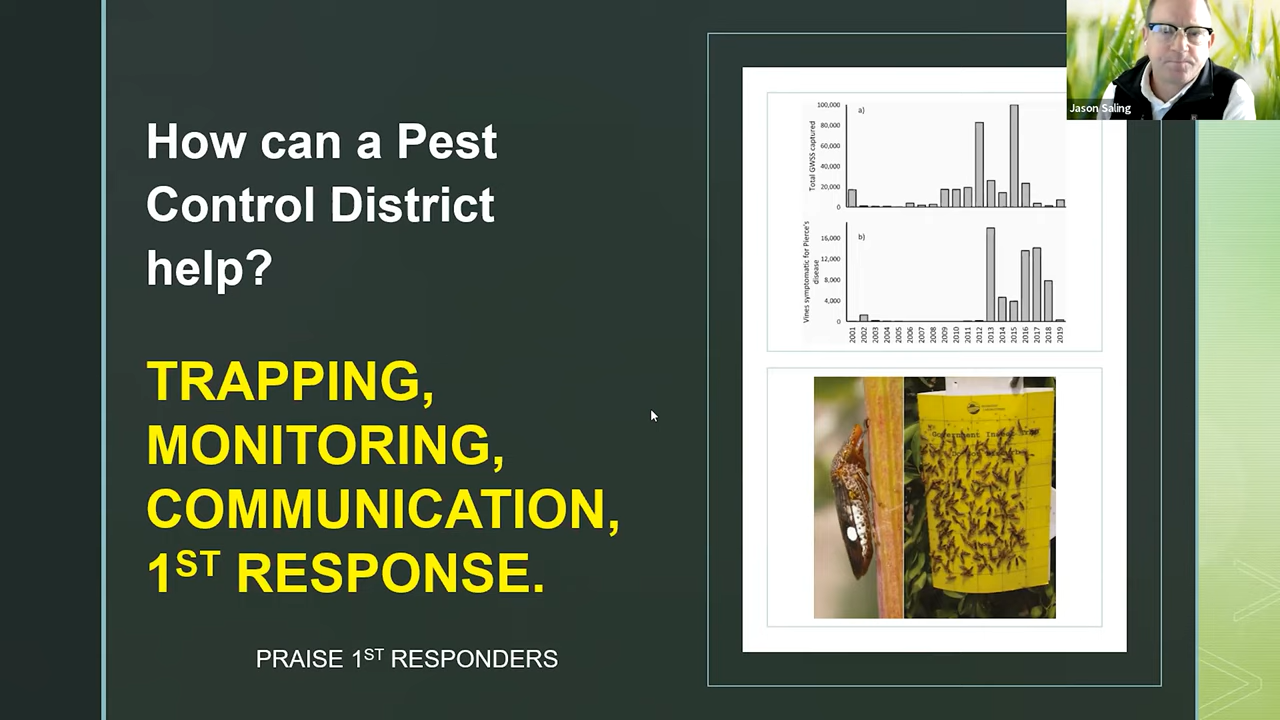 How can a Pest
Control District
help?
TRAPPING,
MONITORING,
COMMUNICATION,
1ST RESPONSE.
PRAISE 1ST RESPONDERS
Jason Saling
a)
Total GWSS captured
100,000
80,000
60,000
40,000
20,000
0
b)
Vines symptomatic for Pierce's
disease
16,000
12,000
8,000
4,000
0
2001
2002
2003
2004
2005
2006
2007
2008
2009
2010
2011
2012
2013
2014
2015
2016
2017
2018
2019
Government Insect